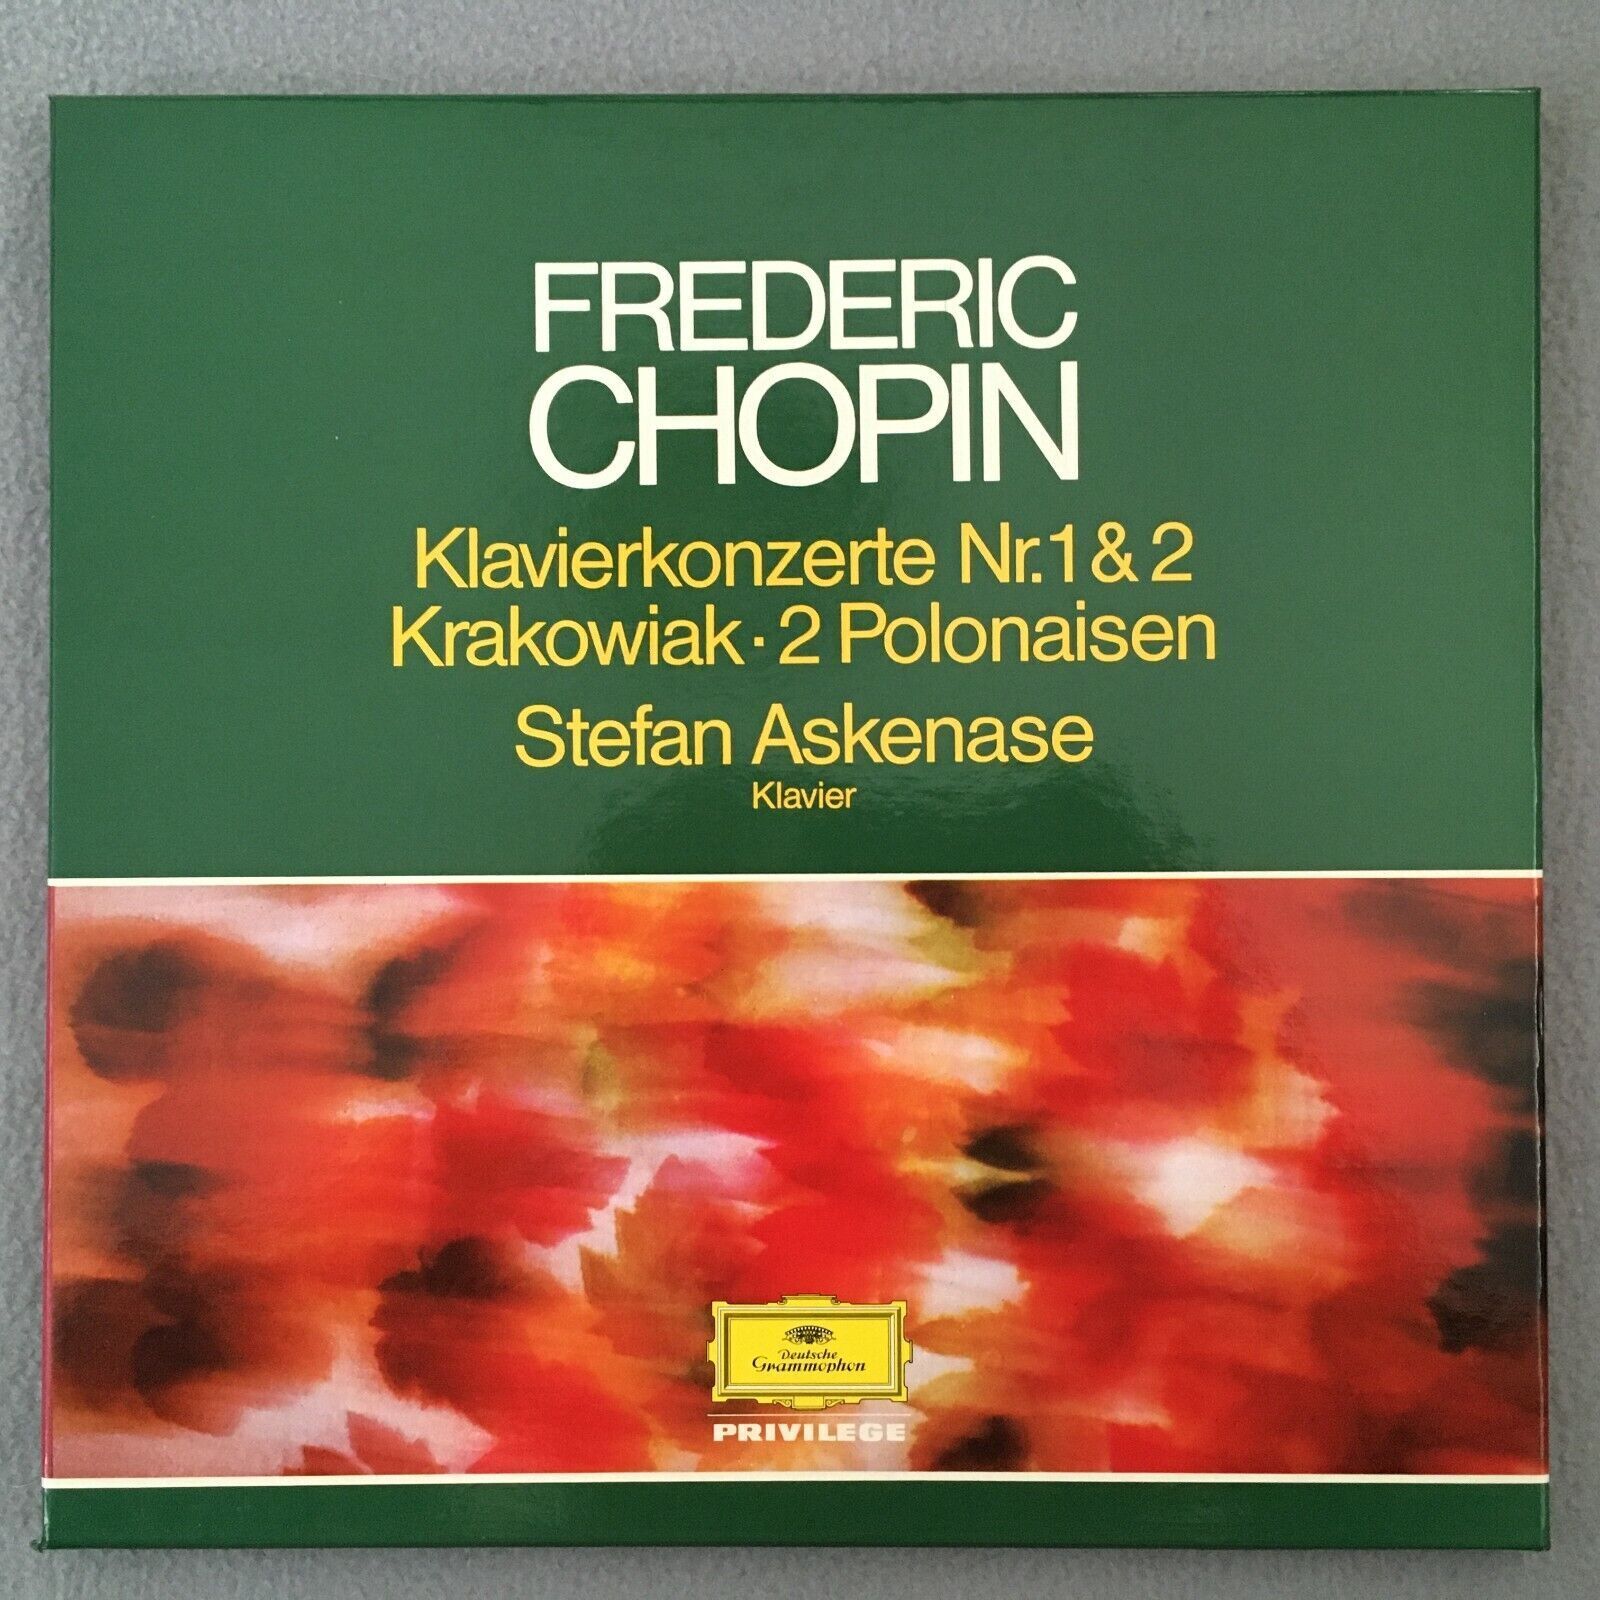 FREDERIC
CHOPIN
Klavierkonzerte Nr.1 & 2
Krakowiak · 2 Polonaisen
Stefan Askenase
Klavier
Deutsche
Grammophon
PRIVILEGE